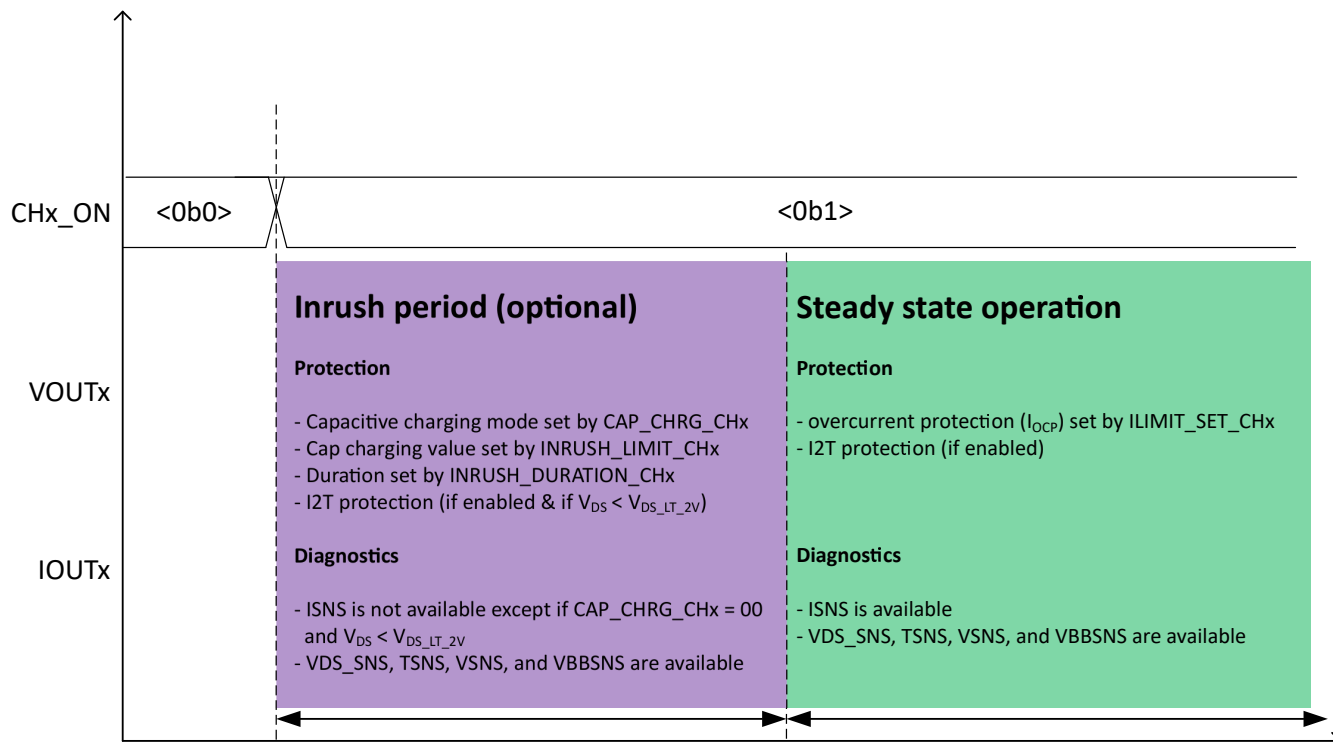 CHx_ON
<0b0>
<0b1>
VOUTx
IOUTx
Inrush period (optional)
Protection
- Capacitive charging mode set by CAP_CHRG_CHx
- Cap charging value set by INRUSH_LIMIT_CHx
- Duration set by INRUSH_DURATION_CHx
- I2T protection (if enabled & if VDS < VDS_LT_2V)
Diagnostics
- ISNS is not available except if CAP_CHRG_CHx = 00
and VDS < VDS_LT_2V
- VDS_SNS, TSNS, VSNS, and VBBSNS are available
Steady state operation
Protection
- overcurrent protection (IOCP) set by ILIMIT_SET_CHx
- I2T protection (if enabled)
Diagnostics
- ISNS is available
- VDS_SNS, TSNS, VSNS, and VBBSNS are available